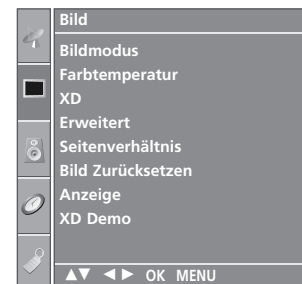 Bild
Bildmodus
Farbtemperatur
XD
Erweitert
Seitenverhältnis
Bild Zurücksetzen
Anzeige
XD Demo
▲▼ ◄► OK MENU